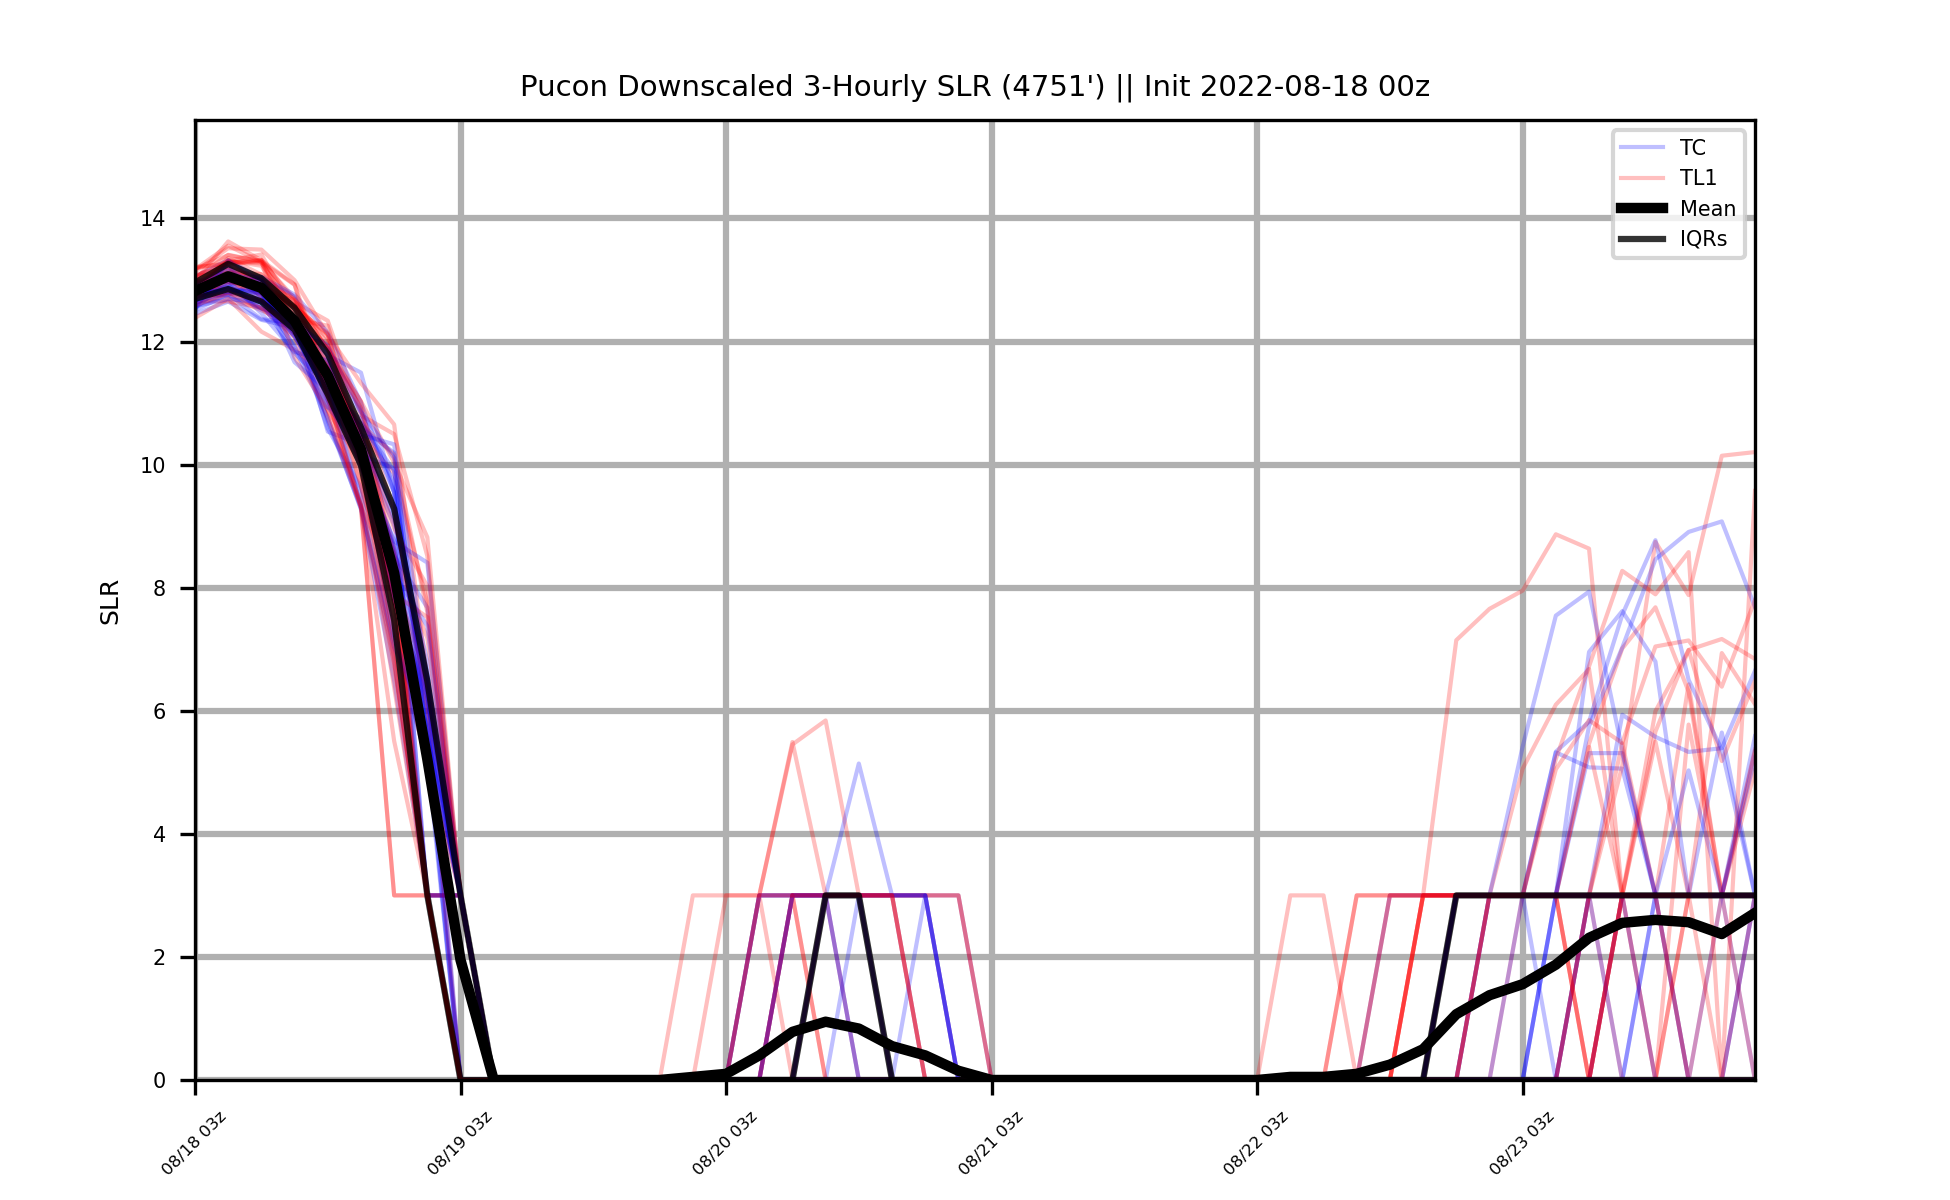 Pucon Downscaled 3-Hourly SLR (4751') || Init 2022-08-18 00z
TC
TL1
Mean
IQRs
SLR
14
12
10
8
6
4
2
0
08/18 03z
08/19 03z
08/20 03z
08/21 03z
08/22 03z
08/23 03z